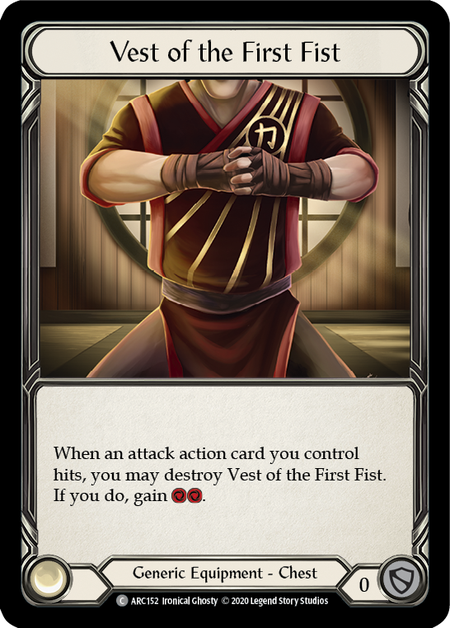 Vest of the First Fist
力
When an attack action card you control
hits, you may destroy Vest of the First Fist.
If you do, gain .
Generic Equipment - Chest
0
C ARC152 Ironical Ghosty © 2020 Legend Story Studios